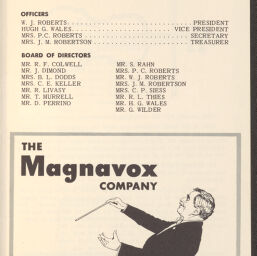 OFFICERS
W. J. ROBERTS . . . . . . . . . . . . . . . . . . . . . . . PRESIDENT
HUGH G. WALES . . . . . . . . . . . . . . . . . . VICE PRESIDENT
MRS. P.C. ROBERTS . . . . . . . . . . . . . . . . . . . SECRETARY
MRS. J. M. ROBERTSON . . . . . . . . . . . . . . . . TREASURER
BOARD OF DIRECTORS
MR. R. F. COLWELL MR. S. RAHN
MR. J. DIMOND MRS. P. C. ROBERTS
MRS. B. L. DODDS MR. W. J. ROBERTS
MRS. C. E. KELLER MRS. J. M. ROBERTSON
MR. R. LIVASY MRS. C. P. SIESS
MR. T. MURRELL MR. R. L. THIES
MR. D. PERRINO MR. H. G. WALES
MR. G. WILDER
THE
Magnavox
COMPANY